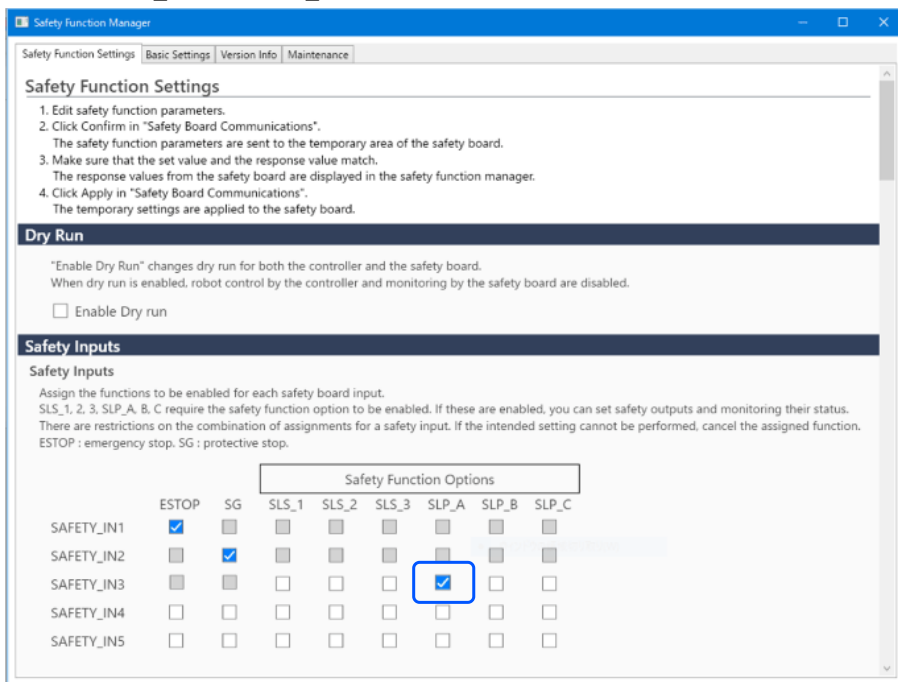 Safety Function Manager
Safety Function Settings Basic Settings Version Info Maintenance
Safety Function Settings
1. Edit safety function parameters.
2. Click Confirm in "Safety Board Communications".
The safety function parameters are sent to the temporary area of the safety board.
3. Make sure that the set value and the response value match.
The response values from the safety board are displayed in the safety function manager.
4. Click Apply in "Safety Board Communications".
The temporary settings are applied to the safety board.
Dry Run
"Enable Dry Run" changes dry run for both the controller and the safety board.
When dry run is enabled, robot control by the controller and monitoring by the safety board are disabled.
Enable Dry run
Safety Inputs
Safety Inputs
Assign the functions to be enabled for each safety board input.
SLS_1, 2, 3, SLP_A, B, C require the safety function option to be enabled. If these are enabled, you can set safety outputs and monitoring their status.
There are restrictions on the combination of assignments for a safety input. If the intended setting cannot be performed, cancel the assigned function.
ESTOP : emergency stop. SG : protective stop.
Safety Function Options
ESTOP SG SLS_1 SLS_2 SLS_3 SLP_A SLP_B SLP_C
SAFETY_IN1
SAFETY_IN2
SAFETY_IN3
SAFETY_IN4
SAFETY_IN5